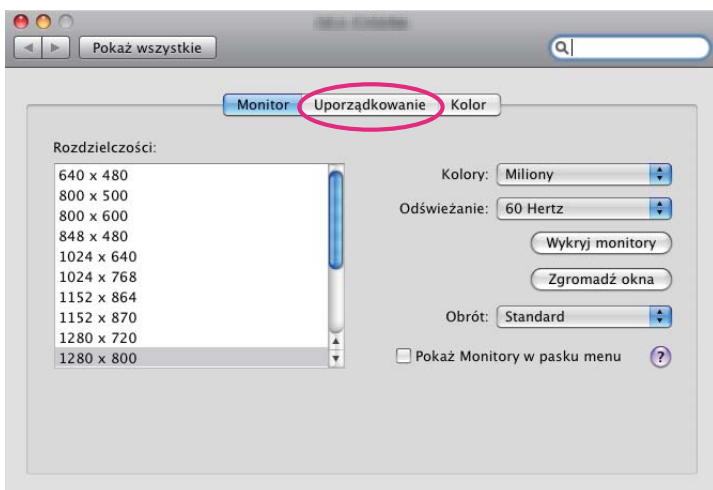 Pokaż wszystkie
Monitor Uporządkowanie Kolor
Rozdzielczości:
640 x 480
800 x 500
800 x 600
848 x 480
1024 x 640
1024 x 768
1152 x 864
1152 x 870
1280 x 720
1280 x 800
Kolory: Miliony
Odświeżanie: 60 Hertz
Wykryj monitory
Zgromadź okna
Obrót: Standard
Pokaż Monitory w pasku menu ?